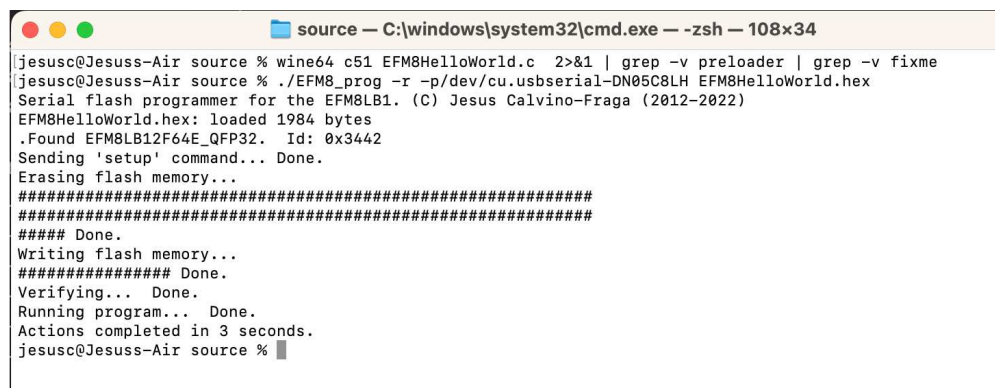 source — C:\windows\system32\cmd.exe — -zsh — 108×34
[jesusc@Jesuss-Air source % wine64 c51 EFM8HelloWorld.c  2>&1 | grep -v preloader | grep -v fixme
[jesusc@Jesuss-Air source % ./EFM8_prog -r -p/dev/cu.usbserial-DN05C8LH EFM8HelloWorld.hex
Serial flash programmer for the EFM8LB1. (C) Jesus Calvino-Fraga (2012-2022)
EFM8HelloWorld.hex: loaded 1984 bytes
.Found EFM8LB12F64E_QFP32.  Id: 0x3442
Sending 'setup' command... Done.
Erasing flash memory...
############################################################
############################################################
##### Done.
Writing flash memory...
################ Done.
Verifying...  Done.
Running program...  Done.
Actions completed in 3 seconds.
jesusc@Jesuss-Air source %